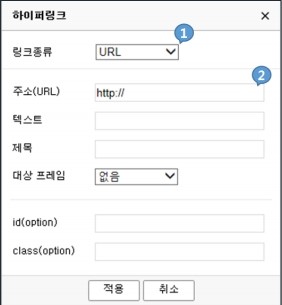 하이퍼링크 ×
1
링크종류 URL
2
주소(URL) http://
텍스트
제목
대상 프레임 없음
id(option)
class(option)
적용 취소